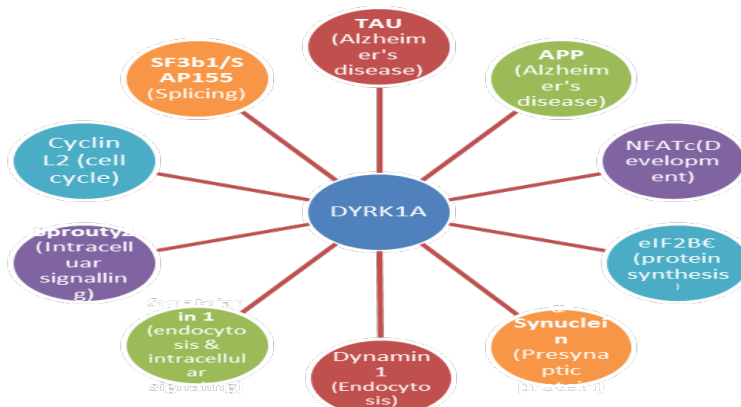 TAU
(Alzheim
er's
disease)
APP
(Alzheim
er's
disease)
NFATc(D
evelopm
ent)
eIF2B€
(protein
synthesis
)
Synuclei
n
(Presyna
ptic
Dynamin
1
(Endocyto
sis)
in 1
(endocyto
sis &
intracellul
ar
signaling)
(Intracell
uar
signallin
g)
Cyclin
L2 (cell
cycle)
SF3b1/S
AP155
(Splicing)
DYRK1A